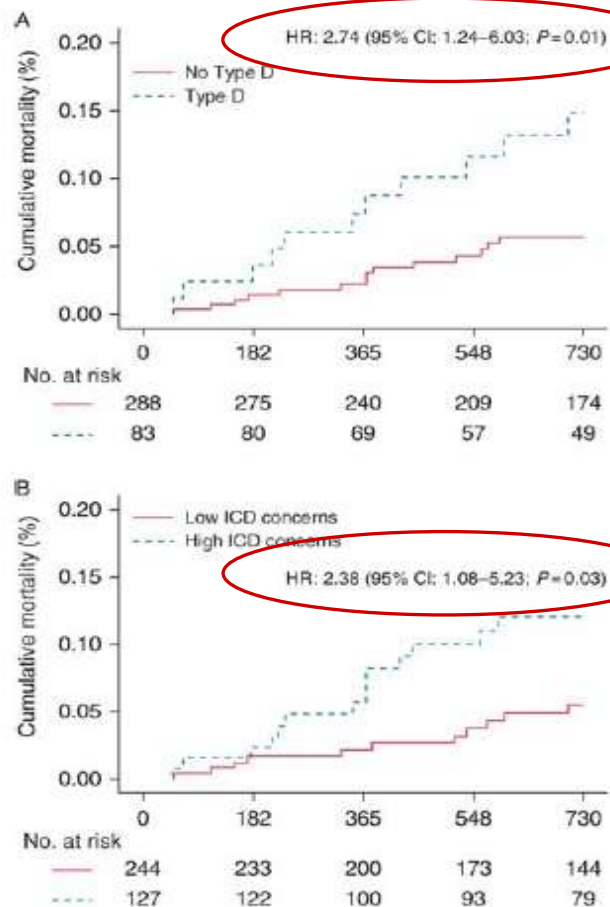 A
HR: 2.74 (95% CI: 1.24–6.03; P=0.01)
No Type D
Type D
Cumulative mortality (%)
0.20
0.15
0.10
0.05
0.00
0 182 365 548 730
No. at risk
288 275 240 209 174
83 80 69 57 49
B
Low ICD concerns
High ICD concerns
HR: 2.38 (95% CI: 1.08–5.23; P=0.03)
Cumulative mortality (%)
0.20
0.15
0.10
0.05
0.00
0 182 365 548 730
No. at risk
244 233 200 173 144
127 122 100 93 79